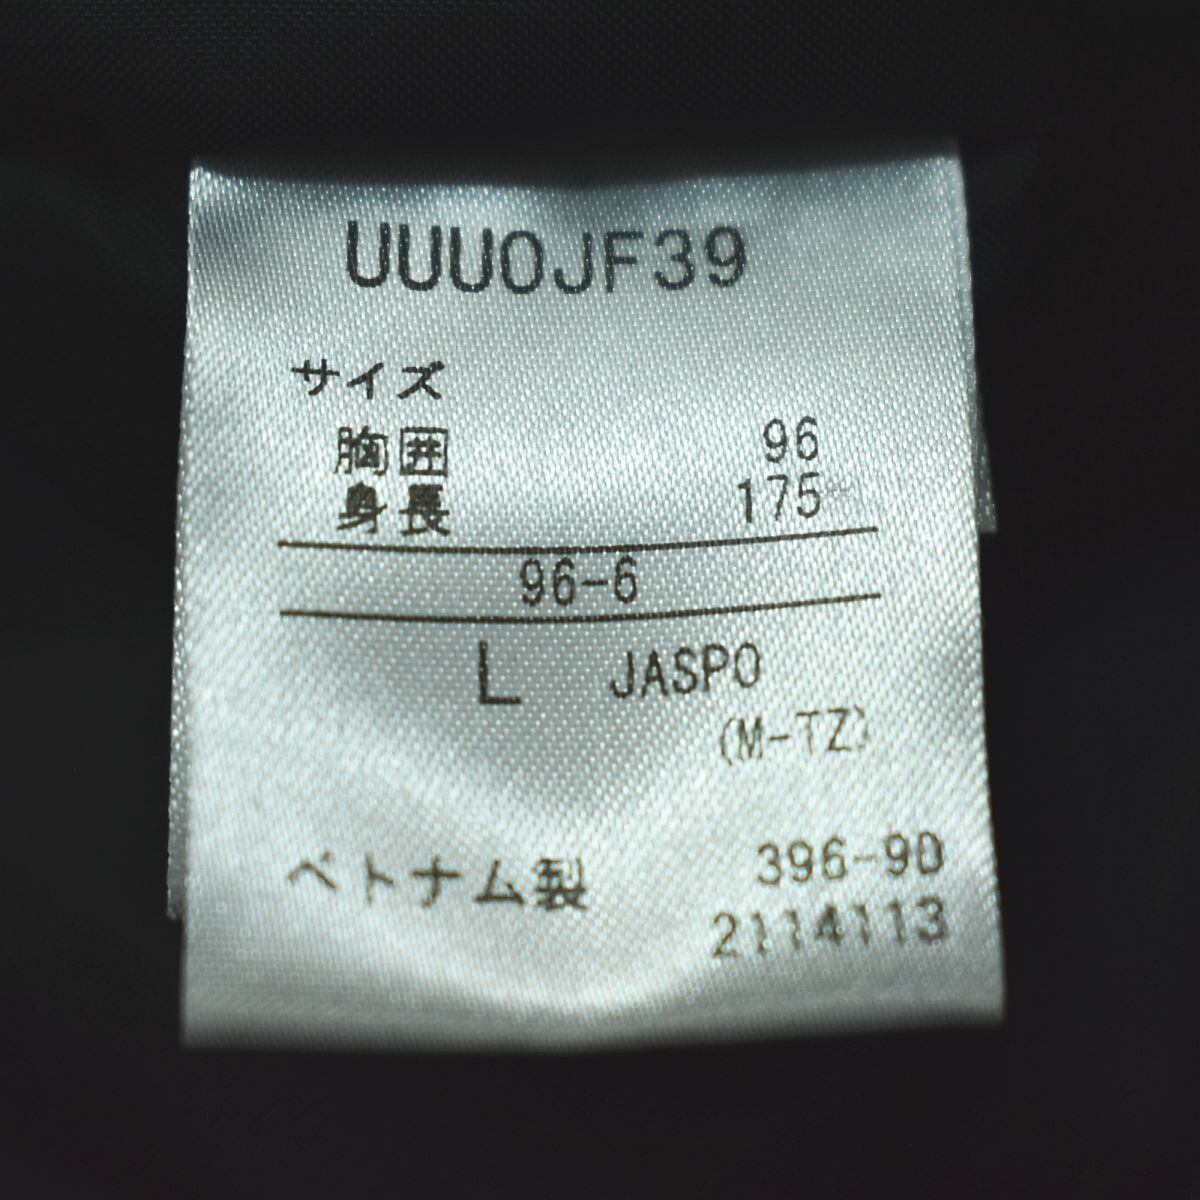 UUU0JF39
サイズ
胸囲 96
身長 175
96-6
L JASPO
(M-TZ)
ベトナム製 396-90
2114113